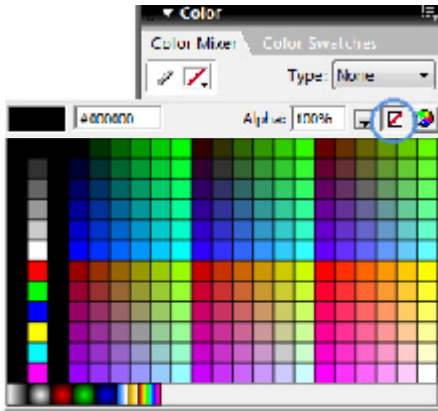 Color
Color Mixer Color Swatches
Type: None
#000000 Alpha: 100%